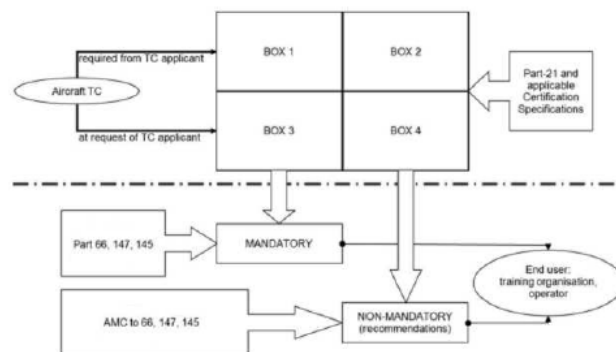 required from TC applicant
BOX 1
BOX 2
Aircraft TC
Part-21 and
applicable
Certification
Specifications
at request of TC applicant
BOX 3
BOX 4
Part 66, 147, 145
MANDATORY
End user:
training organisation,
operator
AMC to 66, 147, 145
NON-MANDATORY
(recommendations)